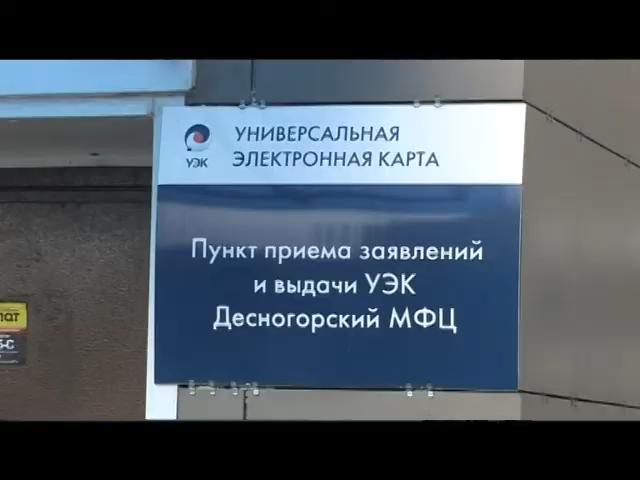 УНИВЕРСАЛЬНАЯ
ЭЛЕКТРОННАЯ КАРТА
УЭК
Пункт приема заявлений
и выдачи УЭК
Десногорский МФЦ